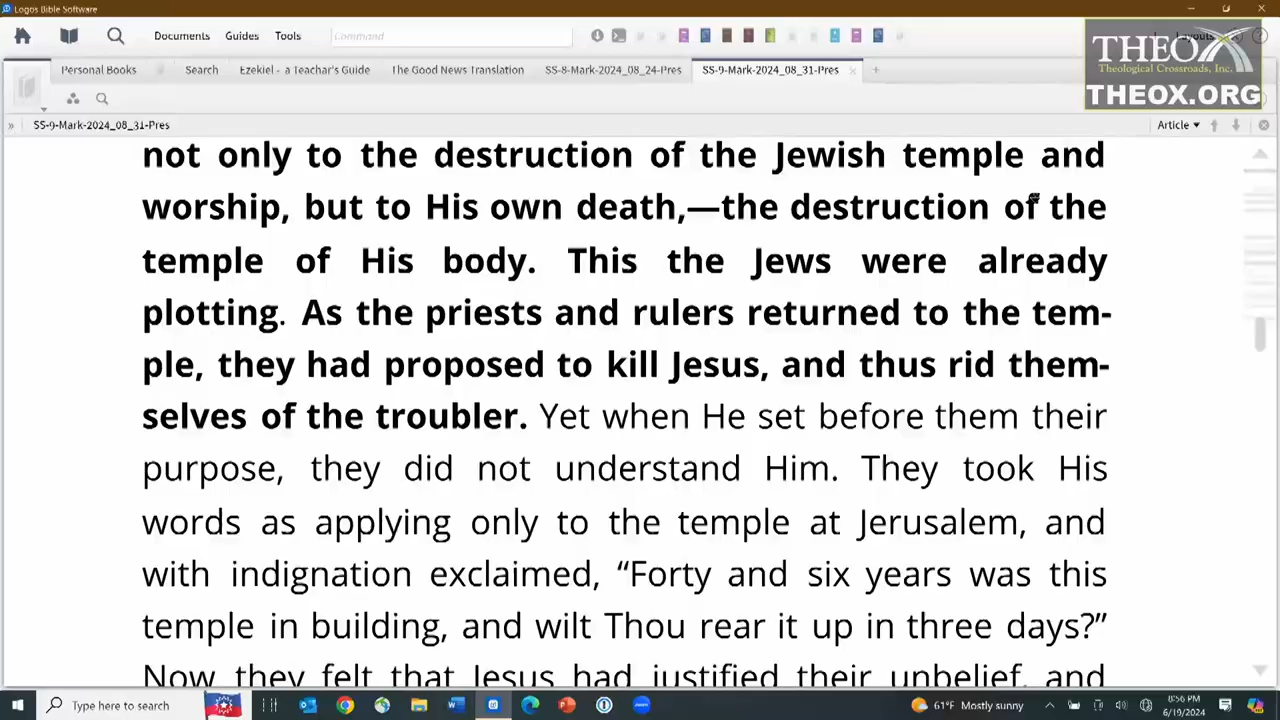 Logos Bible Software
Documents Guides Tools Command Layouts
THEOX
Theological Crossroads, Inc.
THEOX.ORG
Personal Books Search Ezekiel - a Teacher's Guide SS-8-Mark-2024_08_24-Pres SS-9-Mark-2024_08_31-Pres
SS-9-Mark-2024_08_31-Pres Article
not only to the destruction of the Jewish temple and
worship, but to His own death,—the destruction of the
temple of His body. This the Jews were already
plotting. As the priests and rulers returned to the tem-
ple, they had proposed to kill Jesus, and thus rid them-
selves of the troubler. Yet when He set before them their
purpose, they did not understand Him. They took His
words as applying only to the temple at Jerusalem, and
with indignation exclaimed, “Forty and six years was this
temple in building, and wilt Thou rear it up in three days?”
Now they felt that Jesus had justified their unbelief, and
Type here to search 61°F Mostly sunny 8:56 PM
6/19/2024